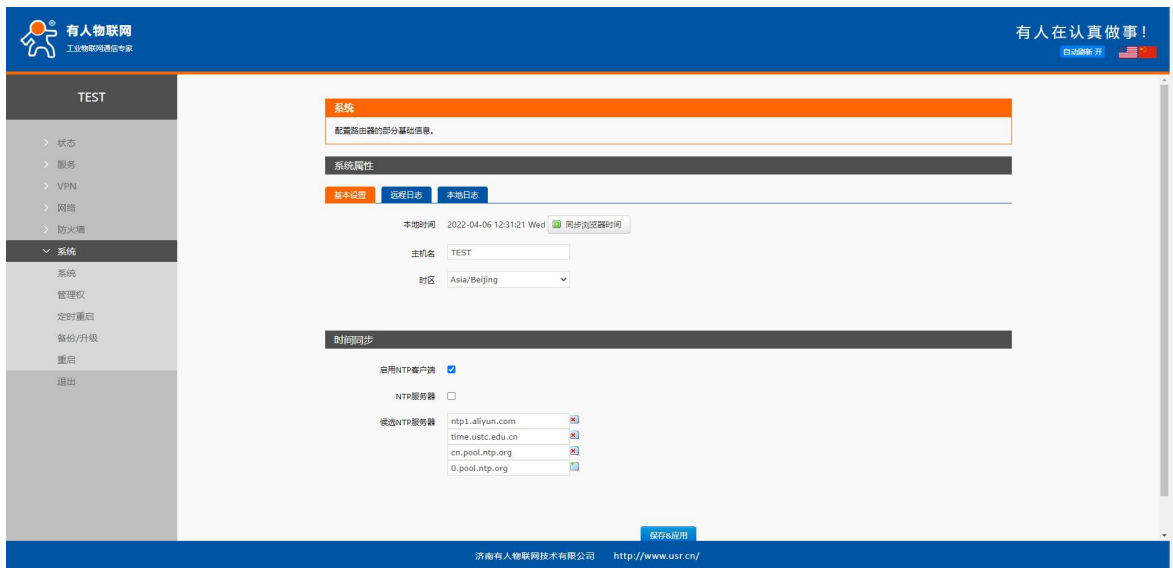 有人物联网
工业物联网通信专家
有人在认真做事！
自动刷新 开
TEST
状态
服务
VPN
网络
防火墙
系统
系统
管理权
定时重启
备份/升级
重启
退出
系统
配置路由器的部分基础信息。
系统属性
基本设置 远程日志 本地日志
本地时间 2022-04-06 12:31:21 Wed 同步浏览器时间
主机名 TEST
时区 Asia/Beijing
时间同步
启用NTP客户端
NTP服务器
候选NTP服务器 ntp1.aliyun.com
time.ustc.edu.cn
cn.pool.ntp.org
0.pool.ntp.org
保存&应用
济南有人物联网技术有限公司 http://www.usr.cn/